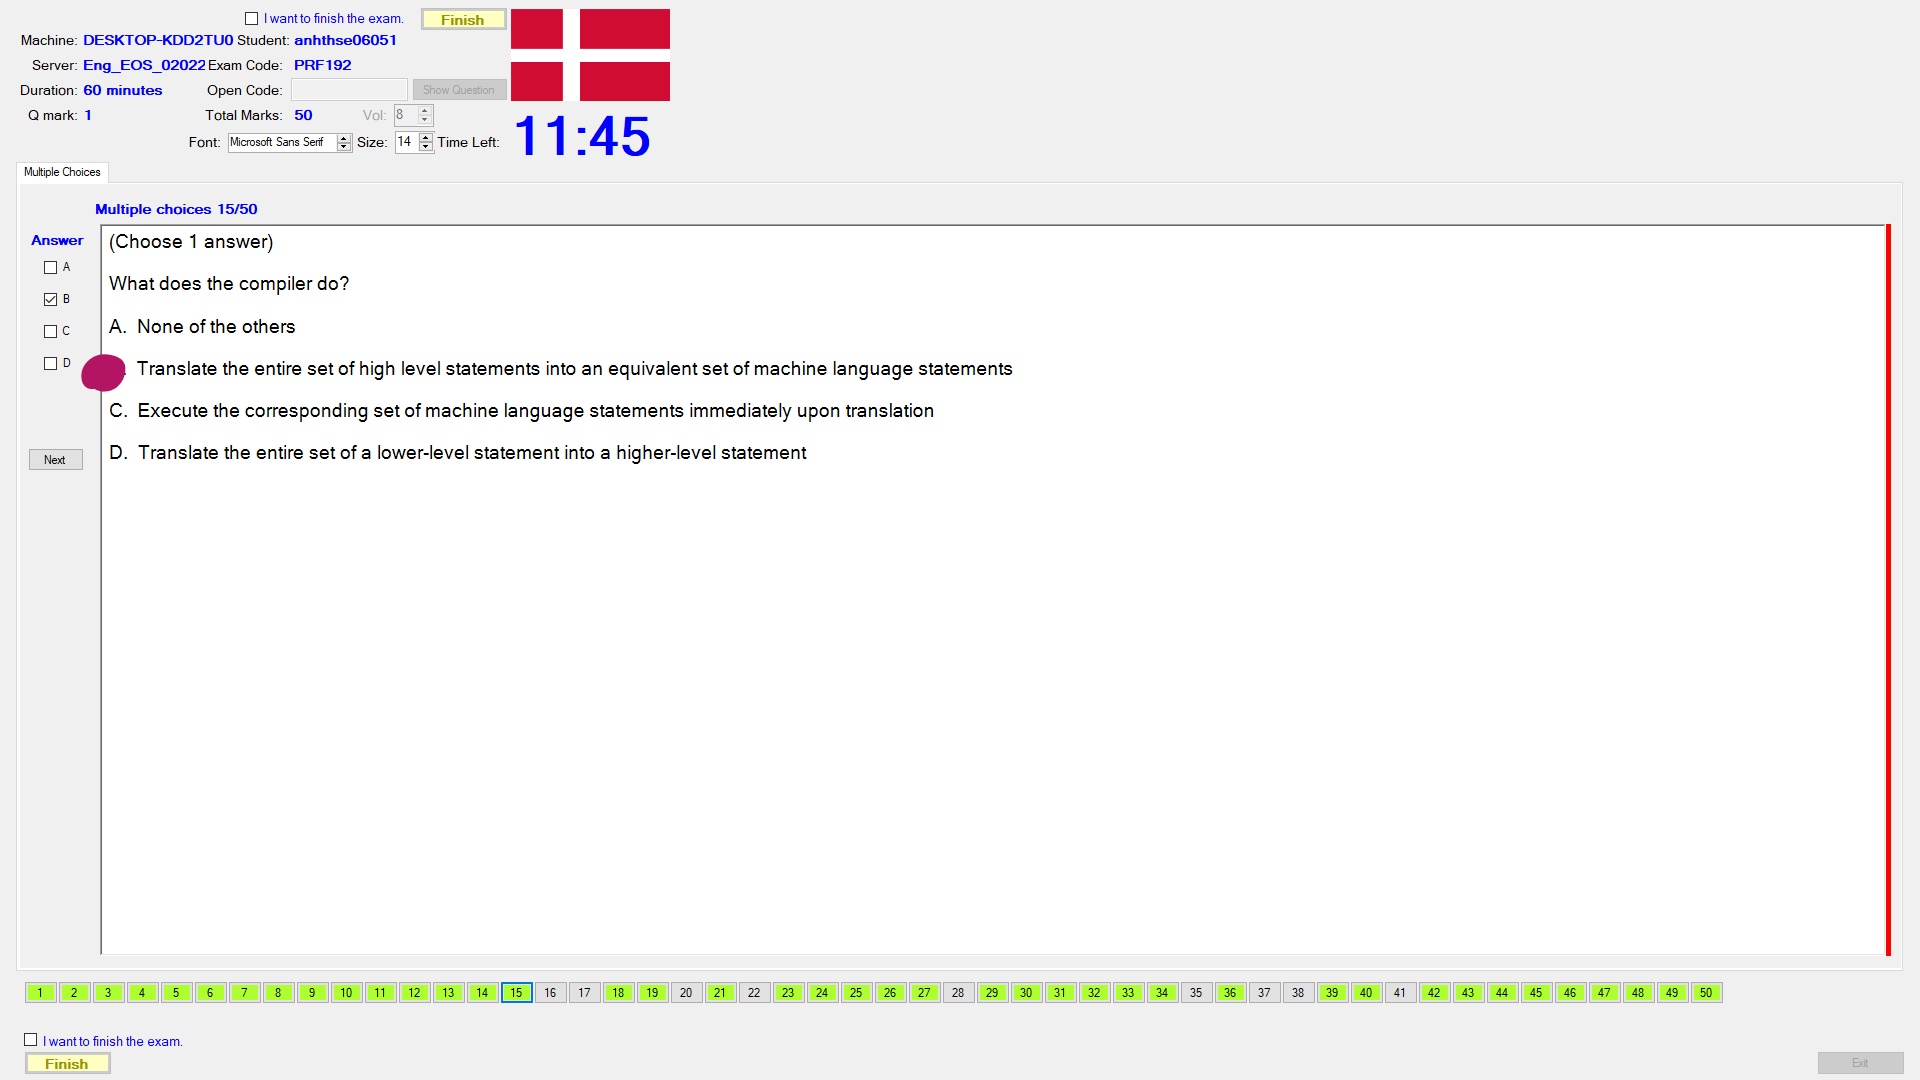 I want to finish the exam. Finish
Machine: DESKTOP-KDD2TU0 Student: anhthse06051
Server: Eng_EOS_02022 Exam Code: PRF192
Duration: 60 minutes Open Code: Show Question
Q mark: 1 Total Marks: 50 Vol: 8
Font: Microsoft Sans Serif Size: 14 Time Left: 11:45
Multiple Choices
Multiple choices 15/50
Answer
A
B
C
D
Next
(Choose 1 answer)
What does the compiler do?
A. None of the others
Translate the entire set of high level statements into an equivalent set of machine language statements
C. Execute the corresponding set of machine language statements immediately upon translation
D. Translate the entire set of a lower-level statement into a higher-level statement
1 2 3 4 5 6 7 8 9 10 11 12 13 14 15 16 17 18 19 20 21 22 23 24 25 26 27 28 29 30 31 32 33 34 35 36 37 38 39 40 41 42 43 44 45 46 47 48 49 50
I want to finish the exam.
Finish
Exit